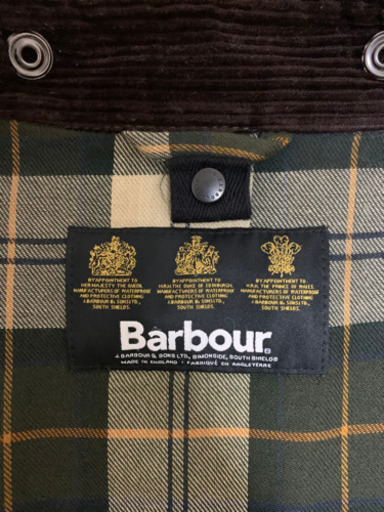 BY APPOINTMENT TO
HER MAJESTY THE QUEEN.
MANUFACTURERS OF WATERPROOF
AND PROTECTIVE CLOTHING
J. BARBOUR & SONS LTD.
SOUTH SHIELDS.
BY APPOINTMENT TO
H.R.H. THE DUKE OF EDINBURGH.
MANUFACTURERS OF WATERPROOF
AND PROTECTIVE CLOTHING
J. BARBOUR & SONS LTD.
SOUTH SHIELDS.
BY APPOINTMENT TO
H.R.H. THE PRINCE OF WALES.
MANUFACTURERS OF WATERPROOF
AND PROTECTIVE CLOTHING
J. BARBOUR & SONS LTD.
SOUTH SHIELDS.
Barbour®
J. BARBOUR & SONS LTD., SIMONSIDE, SOUTH SHIELDS
MADE IN ENGLAND / FABRIQUÉ EN ANGLETERRE